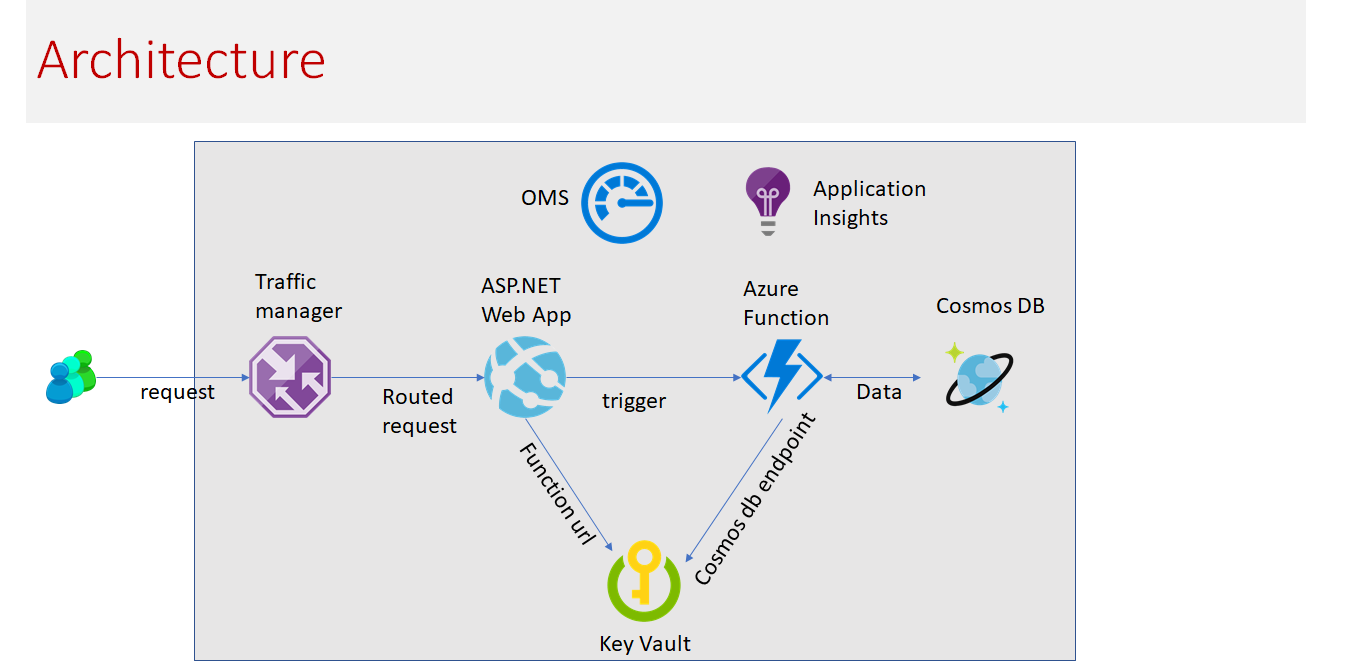 Architecture
OMS
Application
Insights
Traffic
manager
ASP.NET
Web App
Azure
Function
Cosmos DB
request
Routed
request
trigger
Data
Function url
Cosmos db endpoint
Key Vault